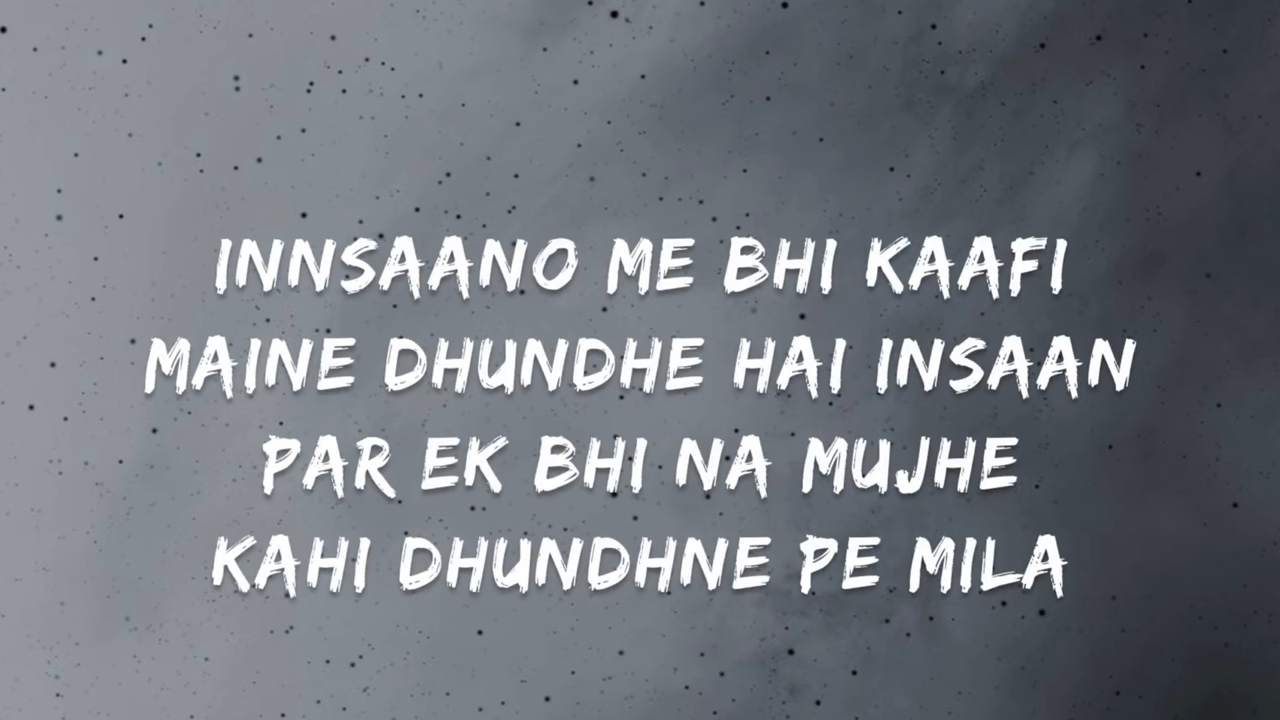 INNSAANO ME BHI KAAFI
MAINE DHUNDHE HAI INSAAN
PAR EK BHI NA MUJHE
KAHI DHUNDHNE PE MILA